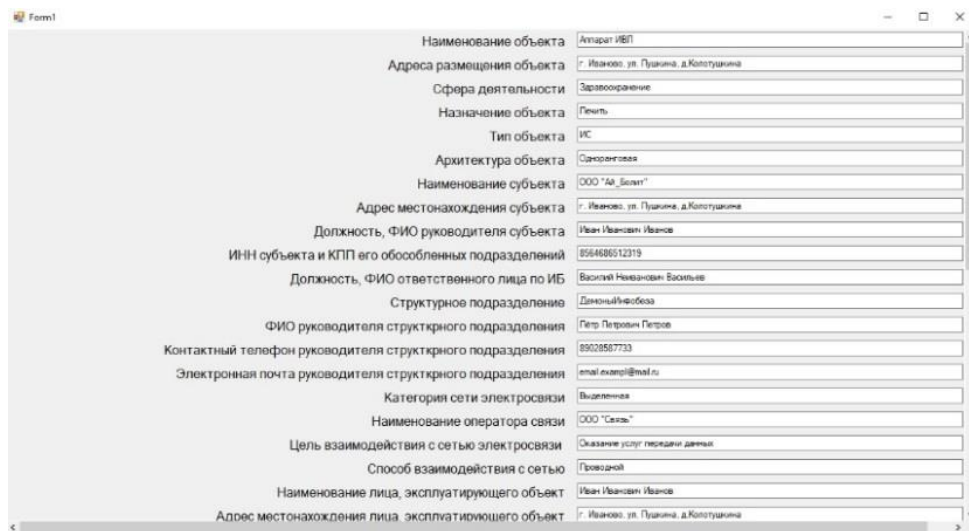 Form1
Наименование объекта Аппарат ИВЛ
Адреса размещения объекта г. Иваново, ул. Пушкина, д.Колотушкина
Сфера деятельности Здравоохранение
Назначение объекта Лечить
Тип объекта ИС
Архитектура объекта Одноранговая
Наименование субъекта ООО "Ай_Болит"
Адрес местонахождения субъекта г. Иваново, ул. Пушкина, д.Колотушкина
Должность, ФИО руководителя субъекта Иван Иванович Иванов
ИНН субъекта и КПП его обособленных подразделений 8564686512319
Должность, ФИО ответственного лица по ИБ Василий Неиванович Васильев
Структурное подразделение ДемоныИнфобеза
ФИО руководителя структкрного подразделения Петр Петрович Петров
Контактный телефон руководителя структкрного подразделения 89028587733
Электронная почта руководителя структкрного подразделения email.exampl@mail.ru
Категория сети электросвязи Выделенная
Наименование оператора связи ООО "Связь"
Цель взаимодействия с сетью электросвязи Оказание услуг передачи данных
Способ взаимодействия с сетью Проводной
Наименование лица, эксплуатирующего объект Иван Иванович Иванов
Адрес местонахождения лица, эксплуатирующего объект г. Иваново, ул. Пушкина, д.Колотушкина